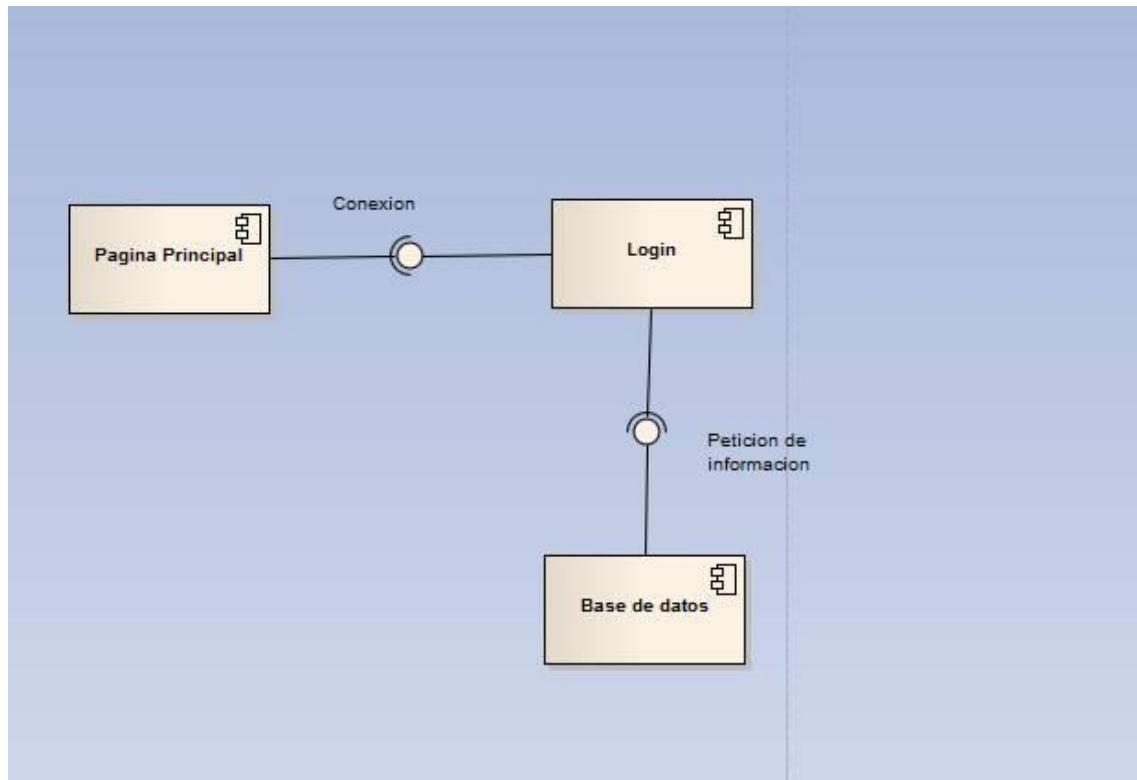 Conexion
Pagina Principal
Login
Peticion de
informacion
Base de datos